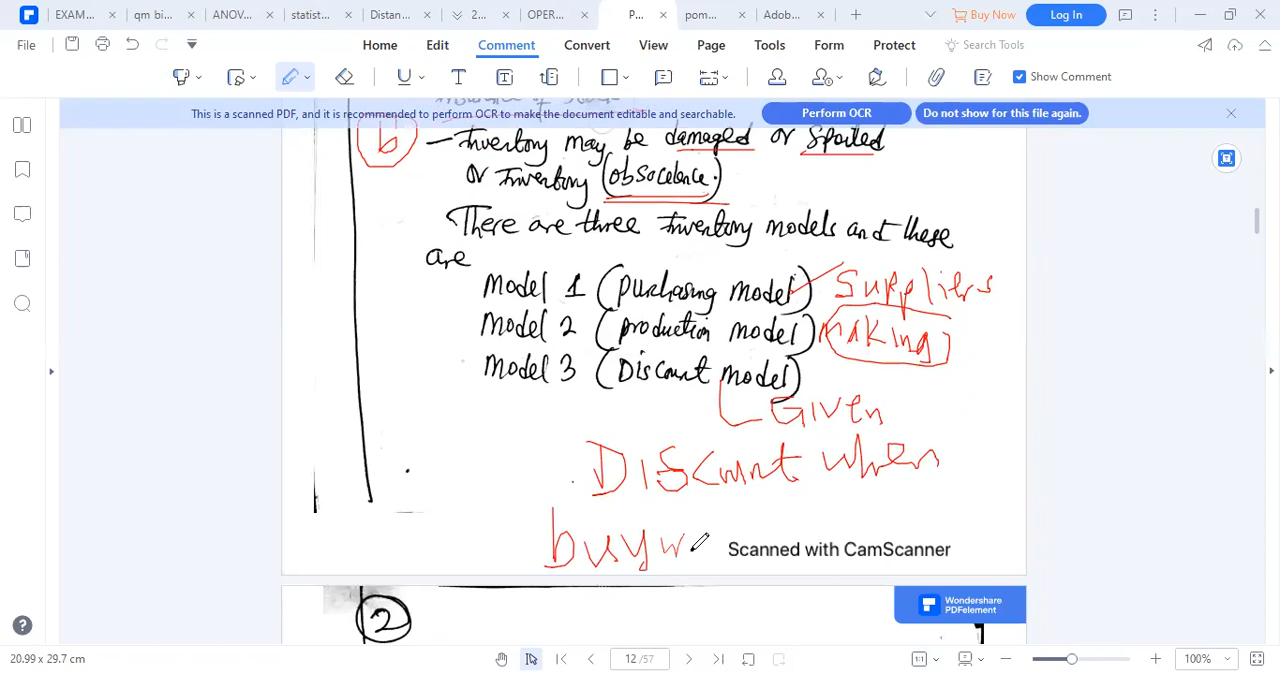 EXAM...
qm bi...
ANOV...
statist...
Distan...
2...
OPER...
P...
pom...
Adob...
Buy Now
Log In
File
Home
Edit
Comment
Convert
View
Page
Tools
Form
Protect
Search Tools
Show Comment
This is a scanned PDF, and it is recommended to perform OCR to make the document editable and searchable.
Perform OCR
Do not show for this file again.
b
- Inventory may be damaged or spoiled
or Inventory (obsocelence.)
There are three Inventory models and these
are
Model 1 (purchasing model) Suppliers
Model 2 (production model) making
Model 3 (Discount model)
Given
Discount when
Scanned with CamScanner
2
Wondershare
PDFelement
20.99 x 29.7 cm
12 /57
1:1
100%